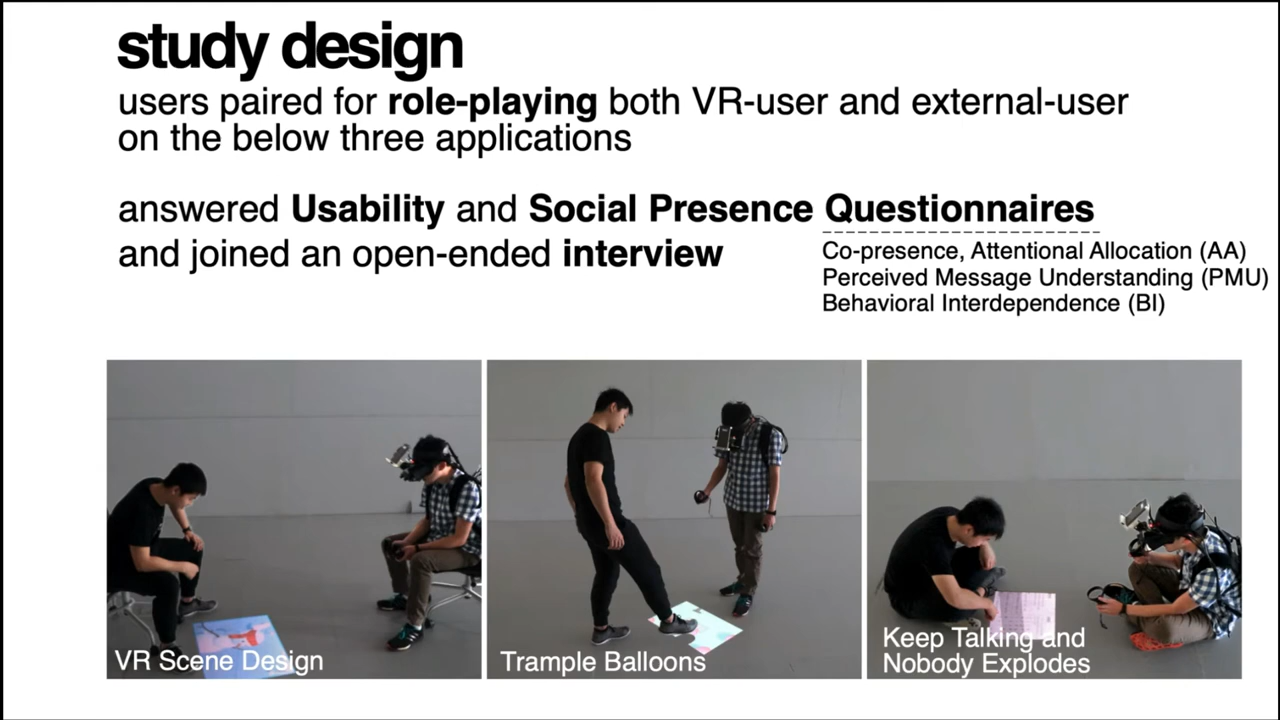 study design
users paired for role-playing both VR-user and external-user
on the below three applications
answered Usability and Social Presence Questionnaires
and joined an open-ended interview
Co-presence, Attentional Allocation (AA)
Perceived Message Understanding (PMU)
Behavioral Interdependence (BI)
VR Scene Design
Trample Balloons
Keep Talking and
Nobody Explodes